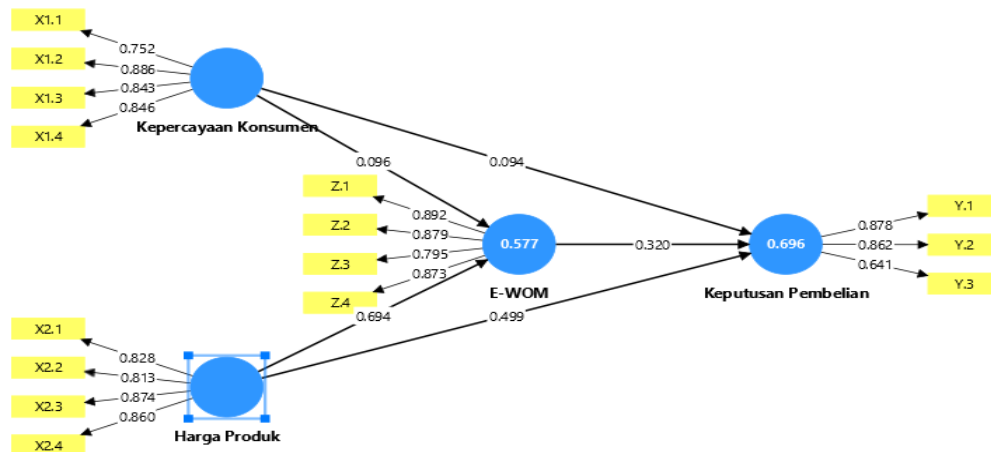 X1.1
0.752
X1.2
0.886
X1.3
0.843
X1.4
0.846
Kepercayaan Konsumen
0.096
0.094
Z.1
0.892
Z.2
0.879
Z.3
0.795
Z.4
0.873
0.577
E-WOM
0.320
0.694
0.499
0.696
Keputusan Pembelian
Y.1
0.878
Y.2
0.862
Y.3
0.641
X2.1
0.828
X2.2
0.813
X2.3
0.874
X2.4
0.860
Harga Produk